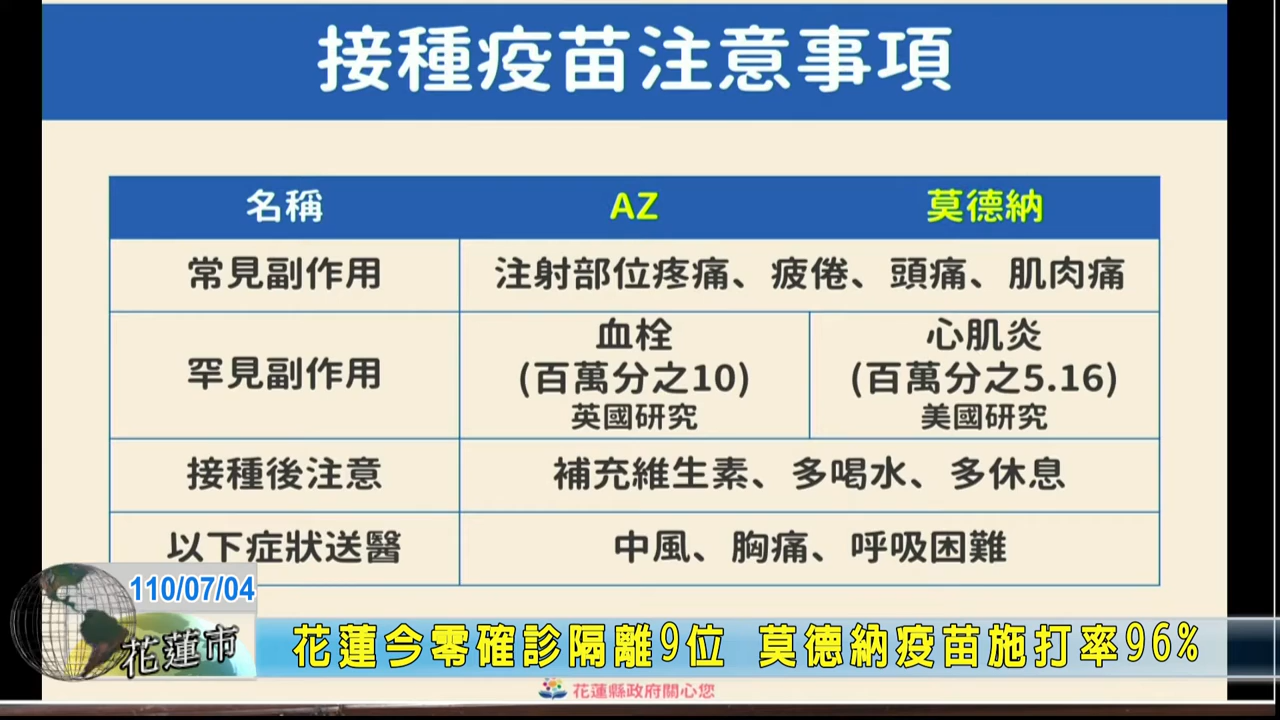 接種疫苗注意事項
名稱 AZ 莫德納
常見副作用 注射部位疼痛、疲倦、頭痛、肌肉痛
罕見副作用
血栓
(百萬分之10)
英國研究
心肌炎
(百萬分之5.16)
美國研究
接種後注意 補充維生素、多喝水、多休息
以下症狀送醫 中風、胸痛、呼吸困難
110/07/04
花蓮市
花蓮今零確診隔離9位 莫德納疫苗施打率96%
花蓮縣政府關心您